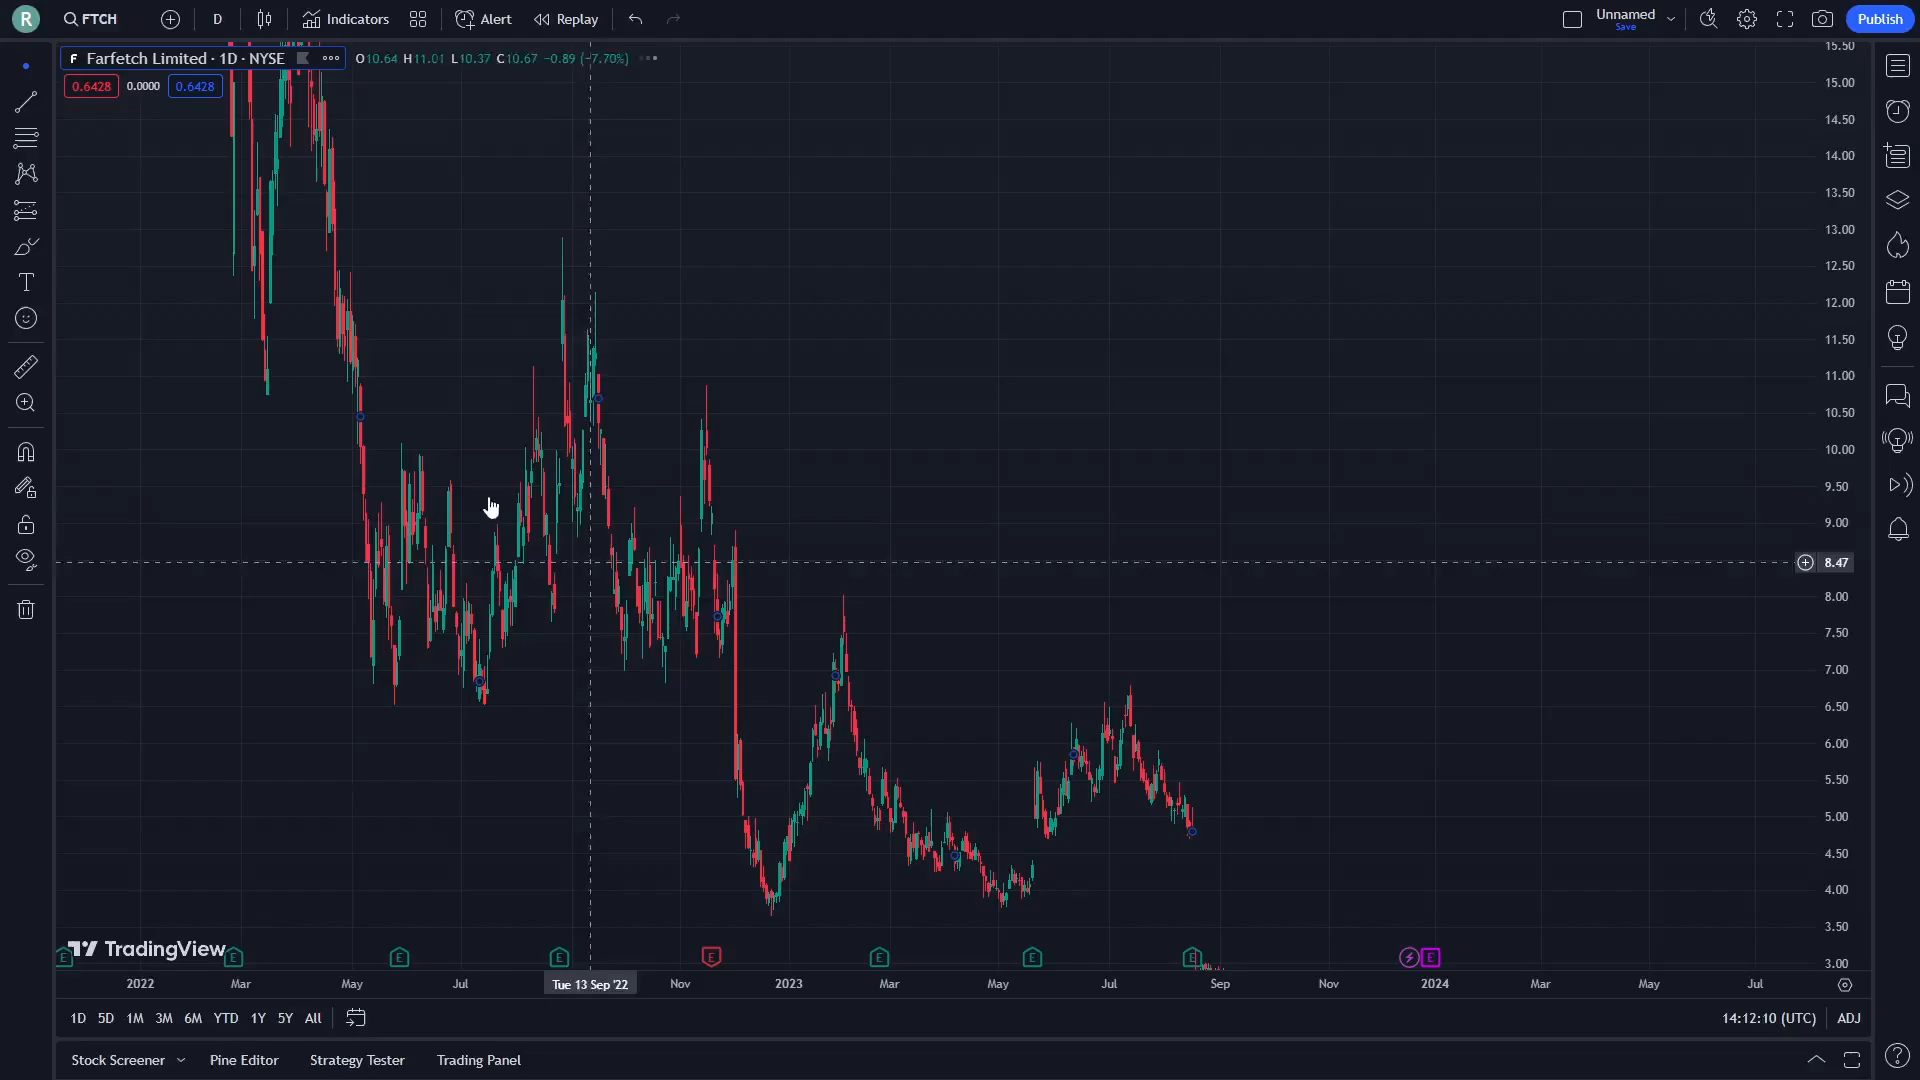 R
FTCH
D
Indicators
Alert
Replay
Unnamed
Save
Publish
F Farfetch Limited · 1D · NYSE
O10.64 H11.01 L10.37 C10.67 −0.89 (−7.70%)
0.6428 0.0000 0.6428
15.50
15.00
14.50
14.00
13.50
13.00
12.50
12.00
11.50
11.00
10.50
10.00
9.50
9.00
8.47
8.00
7.50
7.00
6.50
6.00
5.50
5.00
4.50
4.00
3.50
3.00
TradingView
E E E E E E E E E
2022 Mar May Jul Tue 13 Sep '22 Nov 2023 Mar May Jul Sep Nov 2024 Mar May Jul
1D 5D 1M 3M 6M YTD 1Y 5Y All
14:12:10 (UTC) ADJ
Stock Screener Pine Editor Strategy Tester Trading Panel